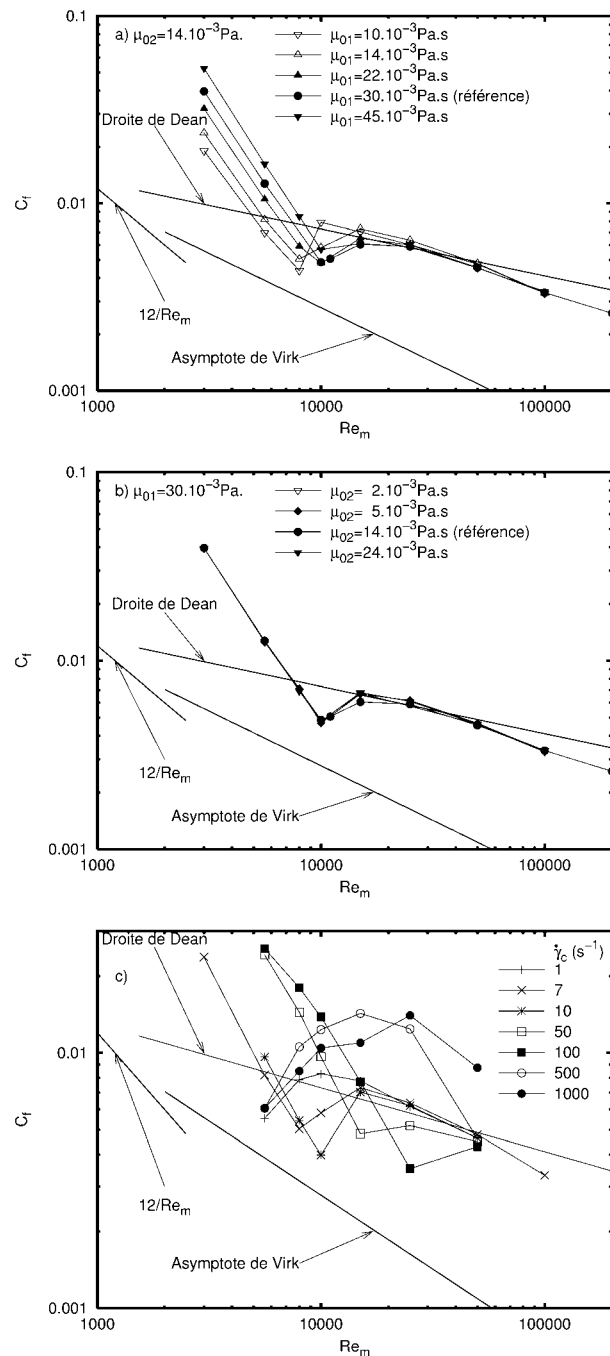 0.1
a) μ02=14.10⁻³Pa.
μ01=10.10⁻³Pa.s
μ01=14.10⁻³Pa.s
μ01=22.10⁻³Pa.s
μ01=30.10⁻³Pa.s (référence)
μ01=45.10⁻³Pa.s
Droite de Dean
Cf
0.01
12/Rem
Asymptote de Virk
0.001
1000
10000
100000
Rem
0.1
b) μ01=30.10⁻³Pa.
μ02= 2.10⁻³Pa.s
μ02= 5.10⁻³Pa.s
μ02=14.10⁻³Pa.s (référence)
μ02=24.10⁻³Pa.s
Droite de Dean
Cf
0.01
12/Rem
Asymptote de Virk
0.001
1000
10000
100000
Rem
Droite de Dean
c)
γ̇c (s⁻¹)
1
7
10
50
100
500
1000
Cf
0.01
12/Rem
Asymptote de Virk
0.001
1000
10000
100000
Rem